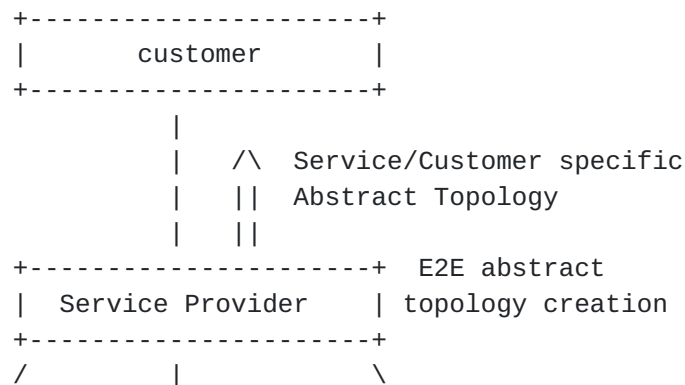 +----------------------+
|       customer       |
+----------------------+
          |
          |   /\  Service/Customer specific
          |   ||  Abstract Topology
          |   ||
+----------------------+  E2E abstract
|  Service Provider    | topology creation
+----------------------+
/         |            \